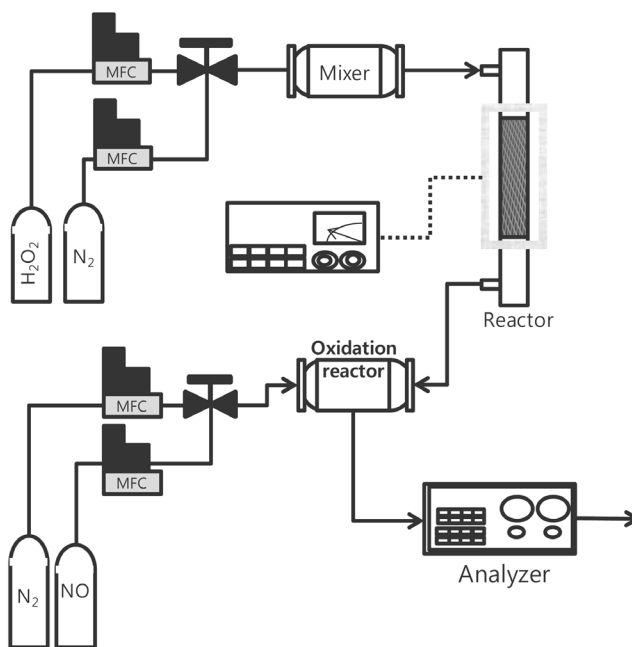 MFC
Mixer
MFC
H₂O₂
N₂
Reactor
Oxidation
reactor
MFC
MFC
N₂
NO
Analyzer